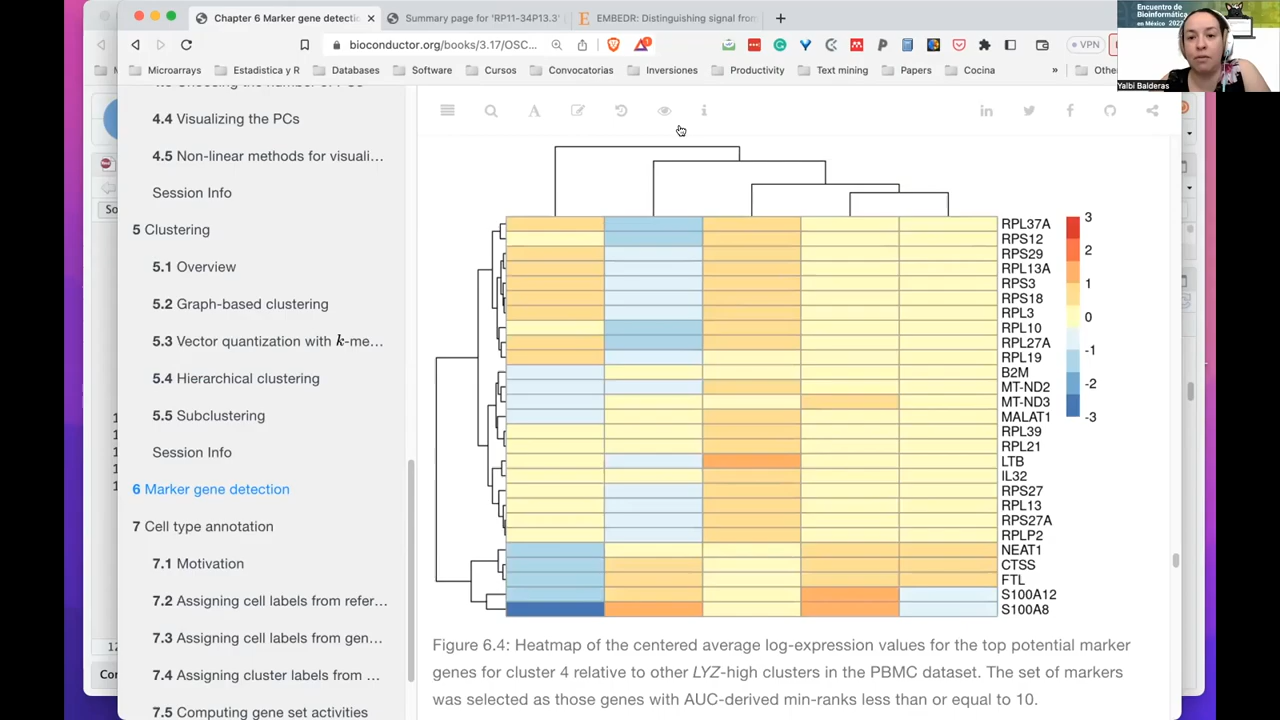 Chapter 6 Marker gene detectio
Summary page for 'RP11-34P13.3'
EMBEDR: Distinguishing signal from
Encuentro de
Bioinformática
en México 202
bioconductor.org/books/3.17/OSC...
VPN
Yalbi Balderas
Microarrays
Estadistica y R
Databases
Software
Cursos
Convocatorias
Inversiones
Productivity
Text mining
Papers
Cocina
»
Othe
4.4 Visualizing the PCs
4.5 Non-linear methods for visuali...
Session Info
5 Clustering
5.1 Overview
5.2 Graph-based clustering
5.3 Vector quantization with k-me...
5.4 Hierarchical clustering
5.5 Subclustering
Session Info
6 Marker gene detection
7 Cell type annotation
7.1 Motivation
7.2 Assigning cell labels from refer...
7.3 Assigning cell labels from gen...
7.4 Assigning cluster labels from ...
7.5 Computing gene set activities
So
Cor
RPL37A
RPS12
RPS29
RPL13A
RPS3
RPS18
RPL3
RPL10
RPL27A
RPL19
B2M
MT-ND2
MT-ND3
MALAT1
RPL39
RPL21
LTB
IL32
RPS27
RPL13
RPS27A
RPLP2
NEAT1
CTSS
FTL
S100A12
S100A8
3
2
1
0
-1
-2
-3
Figure 6.4: Heatmap of the centered average log-expression values for the top potential marker
genes for cluster 4 relative to other LYZ-high clusters in the PBMC dataset. The set of markers
was selected as those genes with AUC-derived min-ranks less than or equal to 10.